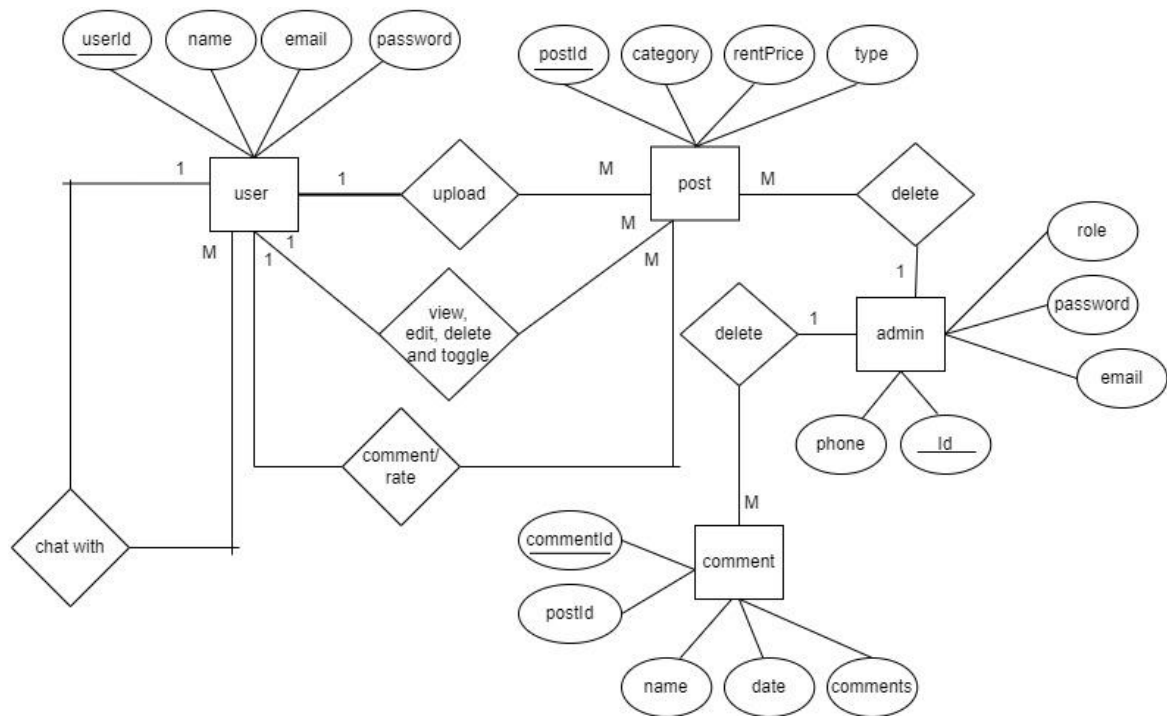 userId
name
email
password
postId
category
rentPrice
type
1
user
1
upload
M
post
M
delete
M
1
1
M
M
role
1
view,
edit, delete
and toggle
delete
1
admin
password
email
phone
Id
comment/
rate
M
chat with
commentId
comment
postId
name
date
comments